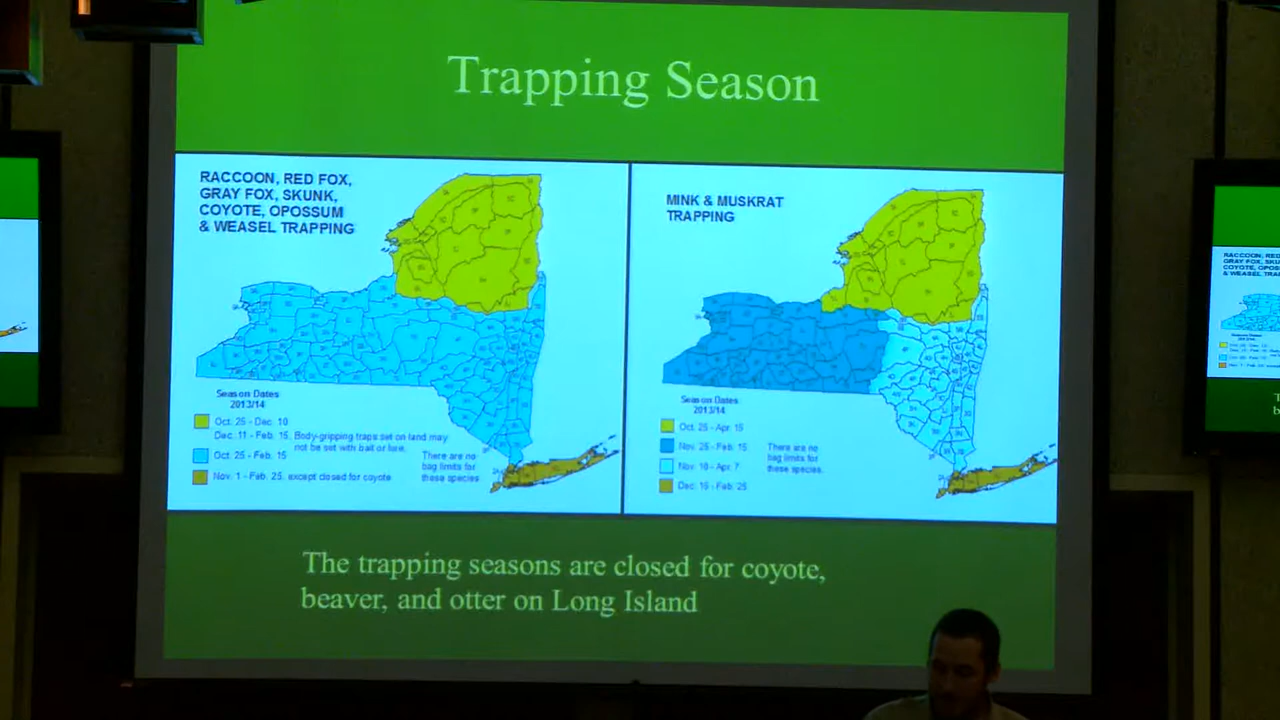 Trapping Season
RACCOON, RED FOX,
GRAY FOX, SKUNK,
COYOTE, OPOSSUM
& WEASEL TRAPPING
Season Dates
2013/14
Oct. 25 - Dec. 10
Dec. 11 - Feb. 15, Body-gripping traps set on land may
not be set with bait or lure.
Oct. 25 - Feb. 15
Nov. 1 - Feb. 25, except closed for coyote
There are no
bag limits for
these species
MINK & MUSKRAT
TRAPPING
Season Dates
2013/14
Oct. 25 - Apr. 15
Nov. 25 - Feb. 15
Nov. 10 - Apr. 7
Dec. 15 - Feb. 25
There are no
bag limits for
these species.
The trapping seasons are closed for coyote,
beaver, and otter on Long Island